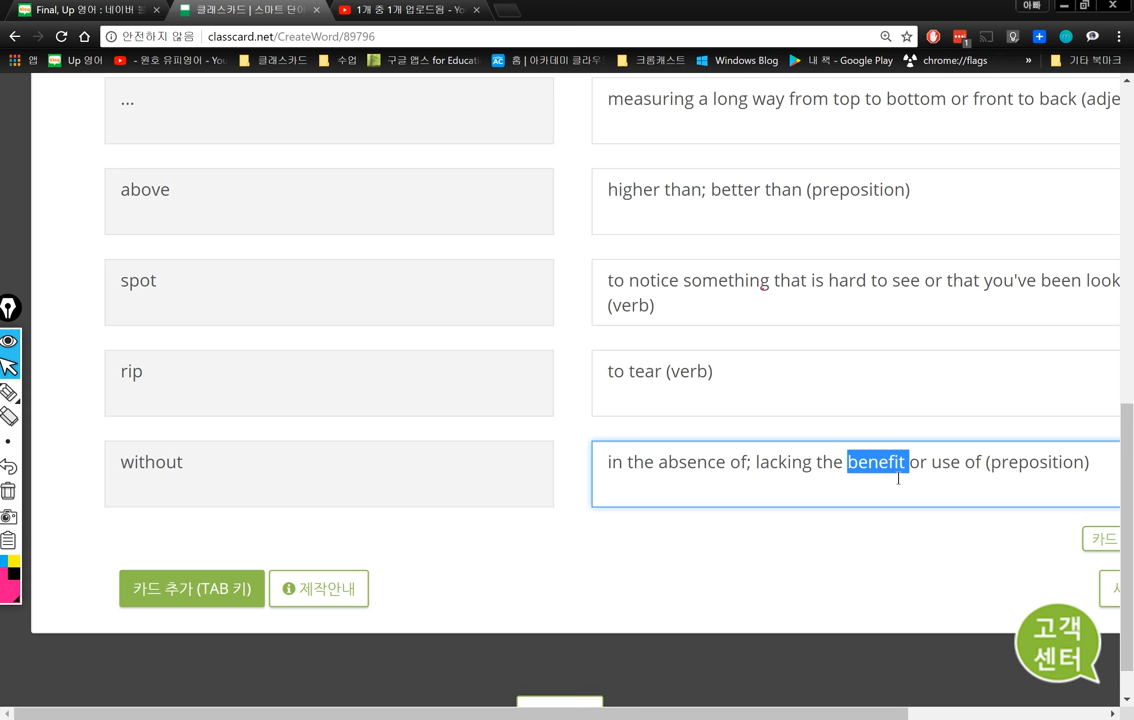 Final, Up 영어 : 네이버 블
클래스카드 | 스마트 단어
1개 중 1개 업로드됨 - Yo
아빠
안전하지 않음
classcard.net/CreateWord/89796
앱
Up 영어
- 원호 유피영어 - You
클래스카드
수업
구글 앱스 for Educati
홈 | 아카데미 클라우
크롬캐스트
Windows Blog
내 책 - Google Play
chrome://flags
»
기타 북마크
...
measuring a long way from top to bottom or front to back (adje
above
higher than; better than (preposition)
spot
to notice something that is hard to see or that you've been look
(verb)
rip
to tear (verb)
without
in the absence of; lacking the benefit or use of (preposition)
카드
카드 추가 (TAB 키)
제작안내
고객
센터